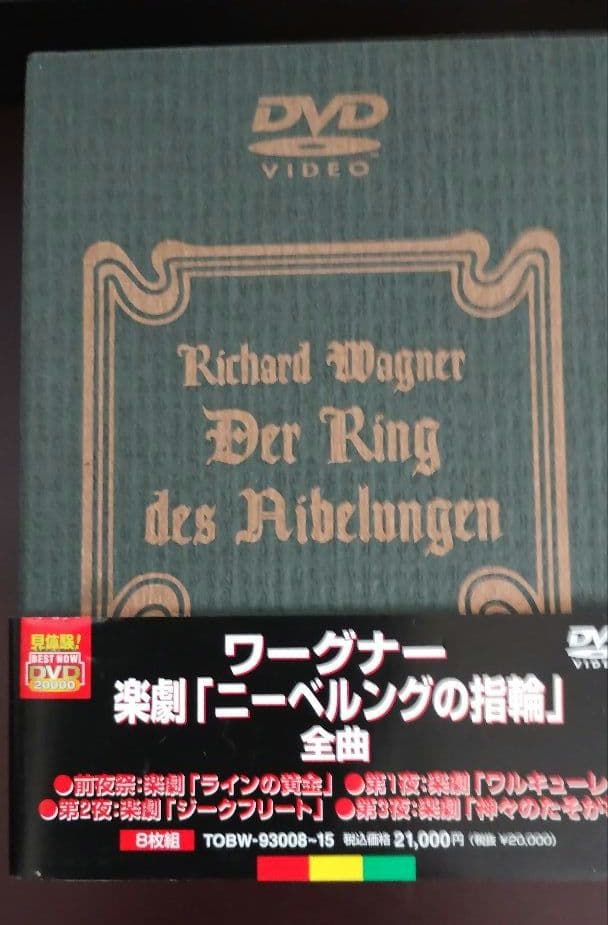 DVD
VIDEO
Richard Wagner
Der Ring
des Nibelungen
見体験!
BEST NOW
DVD
20000
DV
VIDE
ワーグナー
楽劇「ニーベルングの指輪」
全曲
●前夜祭:楽劇「ラインの黄金」 ●第1夜:楽劇「ワルキューレ
●第2夜:楽劇「ジークフリート」 ●第3夜:楽劇「神々のたそが
8枚組 TOBW-93008~15 税込価格 21,000円 (税抜 ¥20,000)